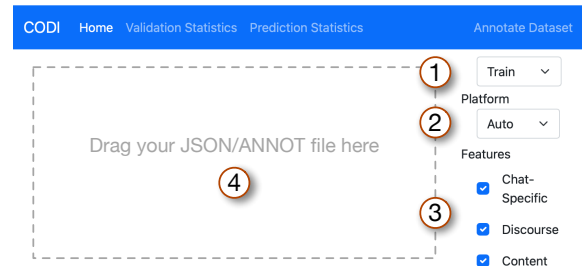 CODI Home Validation Statistics Prediction Statistics Annotate Dataset
1 Train
Platform
2 Auto
Drag your JSON/ANNOT file here
Features
4
Chat-
Specific
3
Discourse
Content